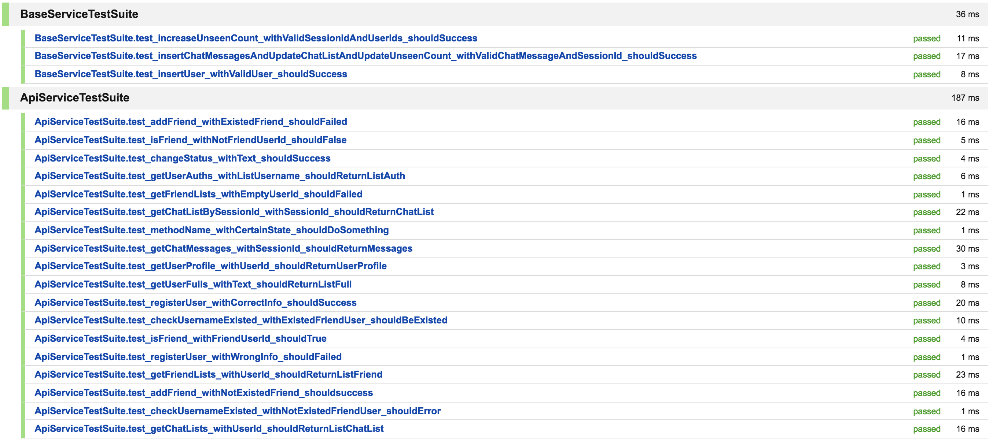 BaseServiceTestSuite 36 ms
BaseServiceTestSuite.test_increaseUnseenCount_withValidSessionIdAndUserIds_shouldSuccess passed 11 ms
BaseServiceTestSuite.test_insertChatMessagesAndUpdateChatListAndUpdateUnseenCount_withValidChatMessageAndSessionId_shouldSuccess passed 17 ms
BaseServiceTestSuite.test_insertUser_withValidUser_shouldSuccess passed 8 ms
ApiServiceTestSuite 187 ms
ApiServiceTestSuite.test_addFriend_withExistedFriend_shouldFailed passed 16 ms
ApiServiceTestSuite.test_isFriend_withNotFriendUserId_shouldFalse passed 5 ms
ApiServiceTestSuite.test_changeStatus_withText_shouldSuccess passed 4 ms
ApiServiceTestSuite.test_getUserAuths_withListUsername_shouldReturnListAuth passed 6 ms
ApiServiceTestSuite.test_getFriendLists_withEmptyUserId_shouldFailed passed 1 ms
ApiServiceTestSuite.test_getChatListBySessionId_withSessionId_shouldReturnChatList passed 22 ms
ApiServiceTestSuite.test_methodName_withCertainState_shouldDoSomething passed 1 ms
ApiServiceTestSuite.test_getChatMessages_withSessionId_shouldReturnMessages passed 30 ms
ApiServiceTestSuite.test_getUserProfile_withUserId_shouldReturnUserProfile passed 3 ms
ApiServiceTestSuite.test_getUserFulls_withText_shouldReturnListFull passed 8 ms
ApiServiceTestSuite.test_registerUser_withCorrectInfo_shouldSuccess passed 20 ms
ApiServiceTestSuite.test_checkUsernameExisted_withExistedFriendUser_shouldBeExisted passed 10 ms
ApiServiceTestSuite.test_isFriend_withFriendUserId_shouldTrue passed 4 ms
ApiServiceTestSuite.test_registerUser_withWrongInfo_shouldFailed passed 1 ms
ApiServiceTestSuite.test_getFriendLists_withUserId_shouldReturnListFriend passed 23 ms
ApiServiceTestSuite.test_addFriend_withNotExistedFriend_shouldsuccess passed 16 ms
ApiServiceTestSuite.test_checkUsernameExisted_withNotExistedFriendUser_shouldError passed 1 ms
ApiServiceTestSuite.test_getChatLists_withUserId_shouldReturnListChatList passed 16 ms